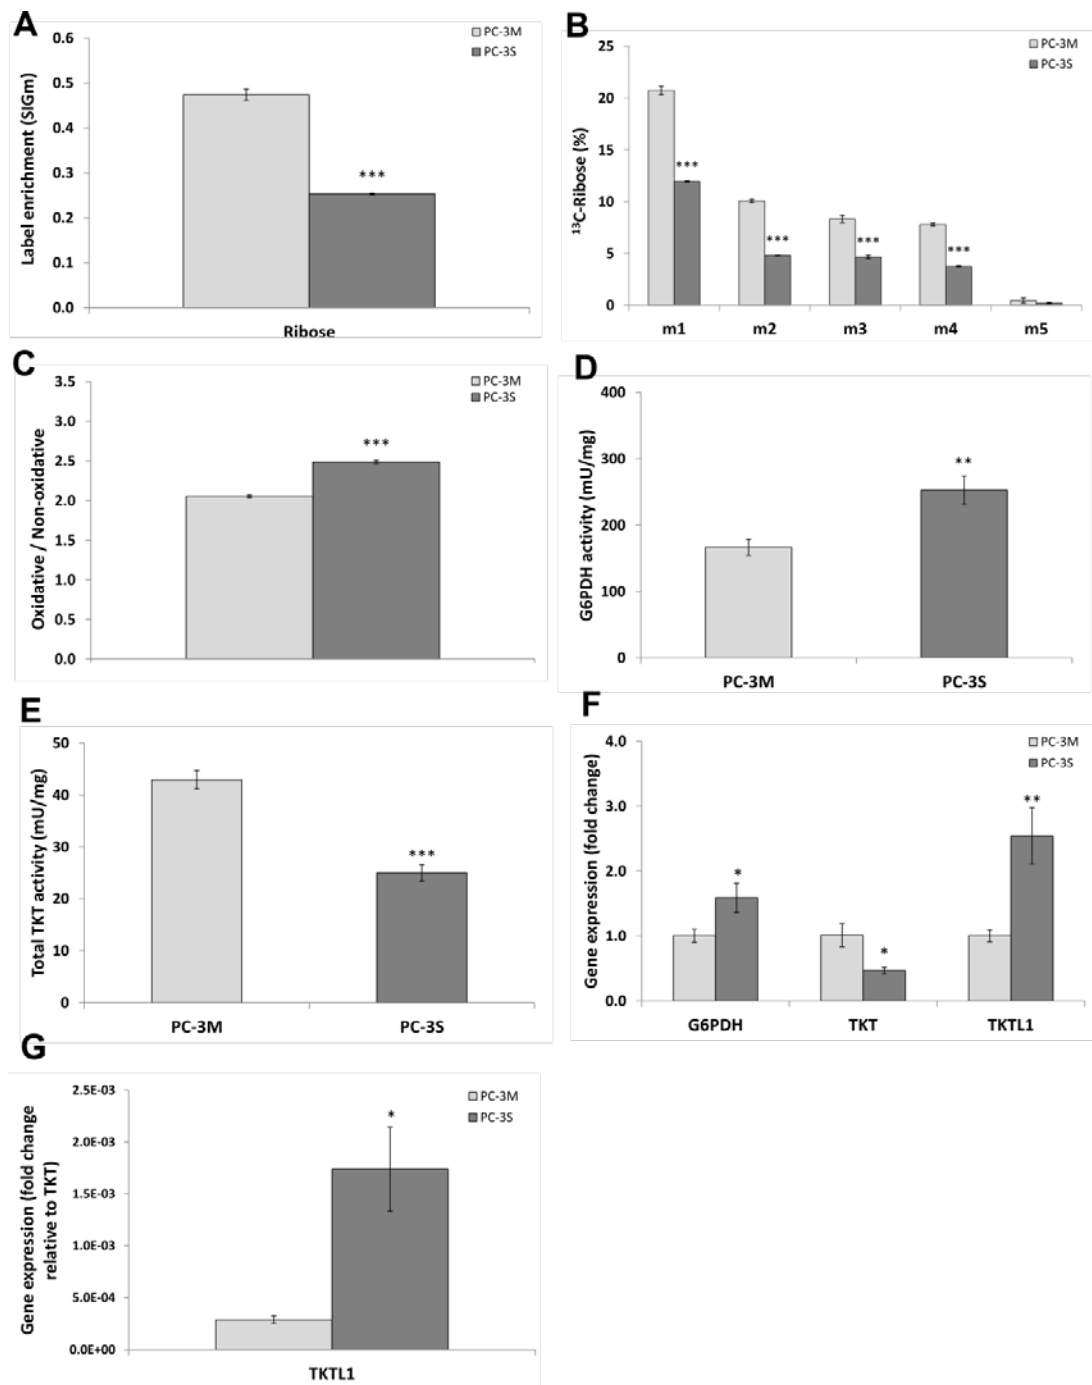 A
Label enrichment (SIGm)
0.6
0.5
0.4
0.3
0.2
0.1
0.0
PC-3M
PC-3S
***
Ribose
B
¹³C-Ribose (%)
25
20
15
10
5
0
PC-3M
PC-3S
***
***
***
***
m1 m2 m3 m4 m5
C
Oxidative / Non-oxidative
3.5
3.0
2.5
2.0
1.5
1.0
0.5
0.0
PC-3M
PC-3S
***
D
G6PDH activity (mU/mg)
400
300
200
100
0
**
PC-3M PC-3S
E
Total TKT activity (mU/mg)
50
40
30
20
10
0
***
PC-3M PC-3S
F
Gene expression (fold change)
4.0
3.0
2.0
1.0
0.0
PC-3M
PC-3S
*
*
**
G6PDH TKT TKTL1
G
Gene expression (fold change
relative to TKT)
2.5E-03
2.0E-03
1.5E-03
1.0E-03
5.0E-04
0.0E+00
PC-3M
PC-3S
*
TKTL1